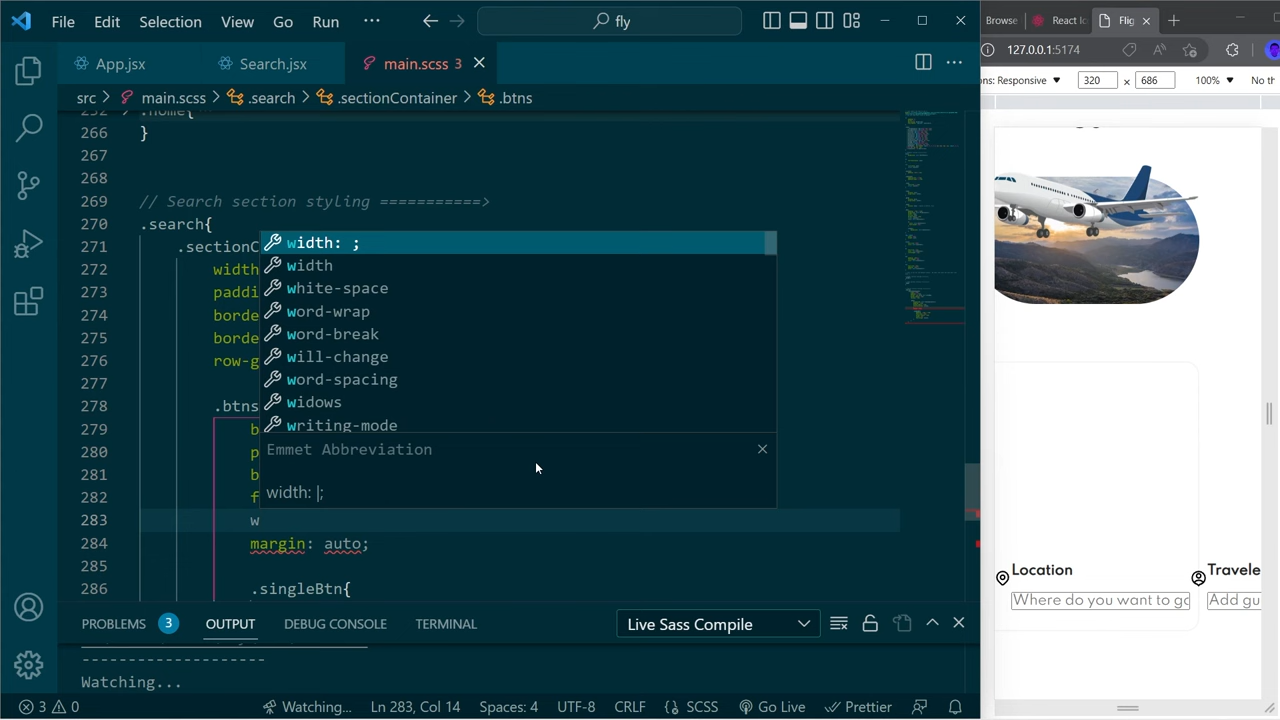 File Edit Selection View Go Run ··· fly
App.jsx Search.jsx main.scss 3
src > main.scss > .search > .sectionContainer > .btns
.home{
266 }
267
268
269 // Search section styling ===========>
270 .search{
271 .sectionC
272 width
273 paddi
274 borde
275 borde
276 row-g
277
278 .btns
279 b
280 p
281 b
282 f
283 w
284 margin: auto;
285
286 .singleBtn{
width: ;
width
white-space
word-wrap
word-break
will-change
word-spacing
widows
writing-mode
Emmet Abbreviation
width: |;
PROBLEMS 3 OUTPUT DEBUG CONSOLE TERMINAL Live Sass Compile
--------------------
Watching...
3 0 Watching... Ln 283, Col 14 Spaces: 4 UTF-8 CRLF SCSS Go Live Prettier
Browse React Ic Flig
127.0.0.1:5174
ns: Responsive 320 × 686 100% No th
Location Travele
Where do you want to go Add gu